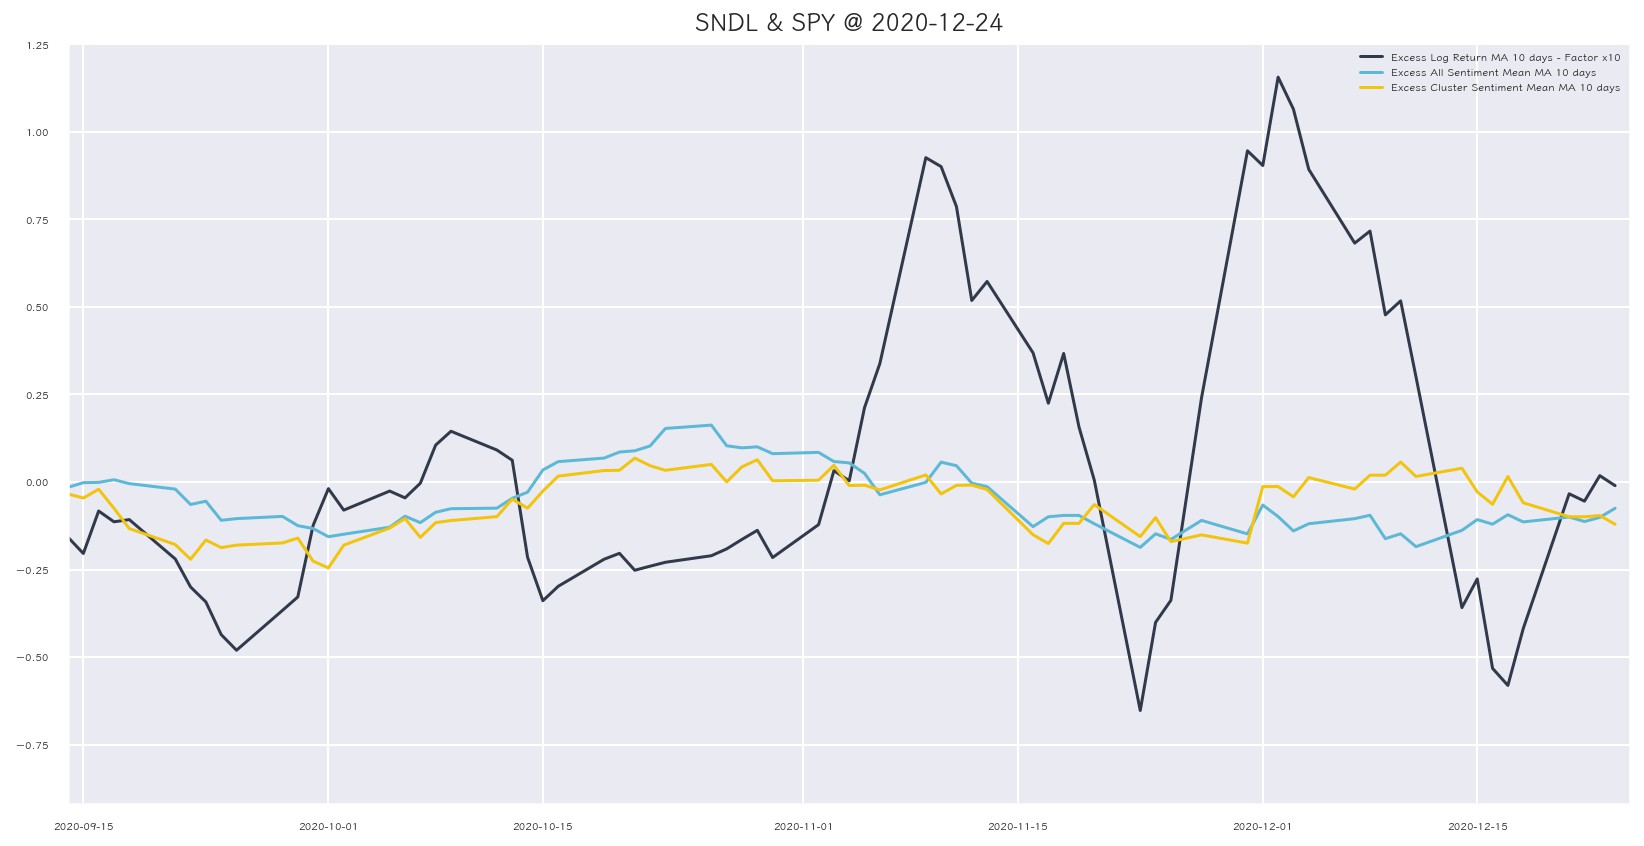 SNDL & SPY @ 2020-12-24
1.25
1.00
0.75
0.50
0.25
0.00
−0.25
−0.50
−0.75
Excess Log Return MA 10 days - Factor x10
Excess All Sentiment Mean MA 10 days
Excess Cluster Sentiment Mean MA 10 days
2020-09-15 2020-10-01 2020-10-15 2020-11-01 2020-11-15 2020-12-01 2020-12-15